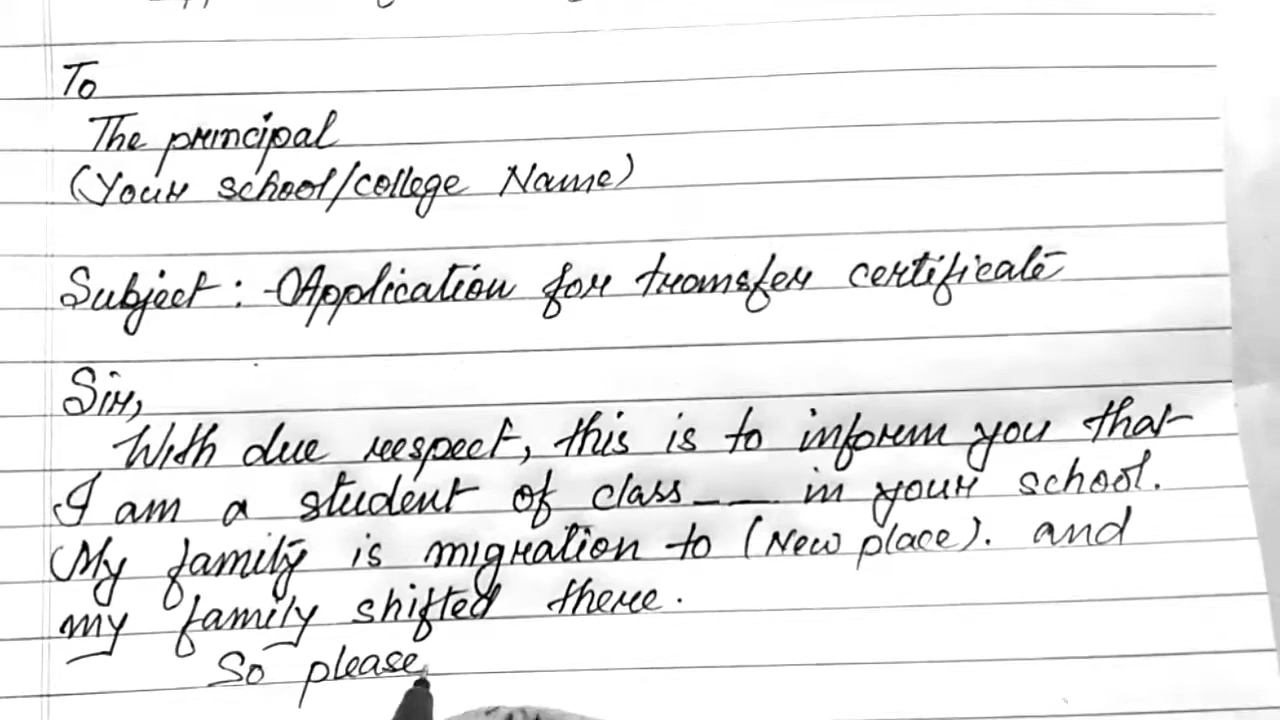 To
The principal
(Your school/college Name)
Subject: - Application for transfer certificate
Sir,
With due respect, this is to inform you that
I am a student of class _ _ in your school.
My family is migration to (New place). and
my family shifted there.
So please